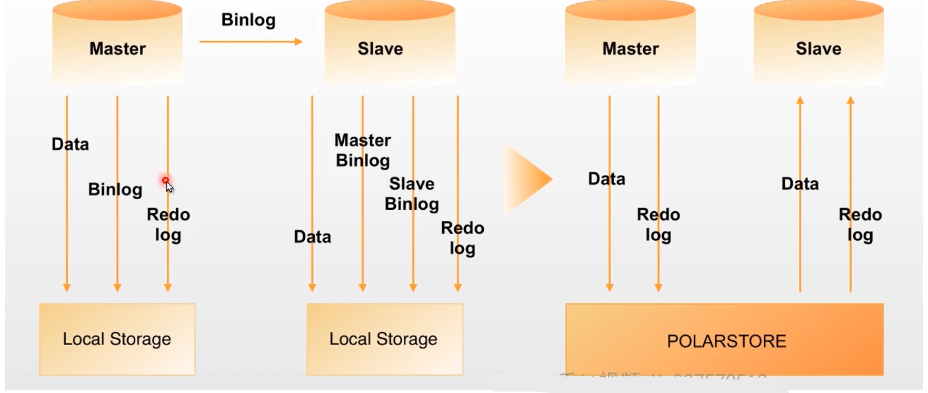 Binlog
Master
Slave
Master
Slave
Data
Binlog
Redo
log
Master
Binlog
Slave
Binlog
Data
Redo
log
Data
Redo
log
Data
Redo
log
Local Storage
Local Storage
POLARSTORE